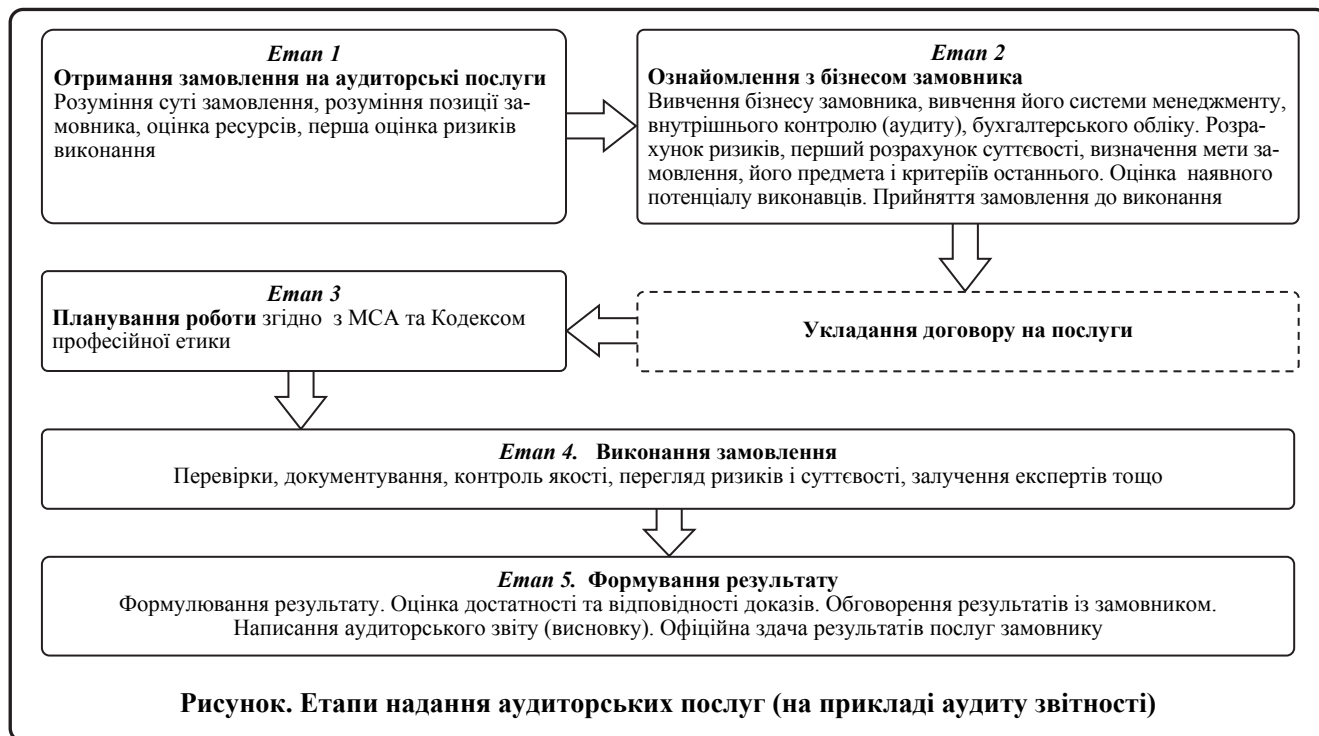 Етап 1
Отримання замовлення на аудиторські послуги
Розуміння суті замовлення, розуміння позиції за-
мовника, оцінка ресурсів, перша оцінка ризиків
виконання
Етап 2
Ознайомлення з бізнесом замовника
Вивчення бізнесу замовника, вивчення його системи менеджменту,
внутрішнього контролю (аудиту), бухгалтерського обліку. Розра-
хунок ризиків, перший розрахунок суттєвості, визначення мети за-
мовлення, його предмета і критеріїв останнього. Оцінка наявного
потенціалу виконавців. Прийняття замовлення до виконання
Етап 3
Планування роботи згідно з МСА та Кодексом
професійної етики
Укладання договору на послуги
Етап 4. Виконання замовлення
Перевірки, документування, контроль якості, перегляд ризиків і суттєвості, залучення експертів тощо
Етап 5. Формування результату
Формулювання результату. Оцінка достатності та відповідності доказів. Обговорення результатів із замовником.
Написання аудиторського звіту (висновку). Офіційна здача результатів послуг замовнику
Рисунок. Етапи надання аудиторських послуг (на прикладі аудиту звітності)